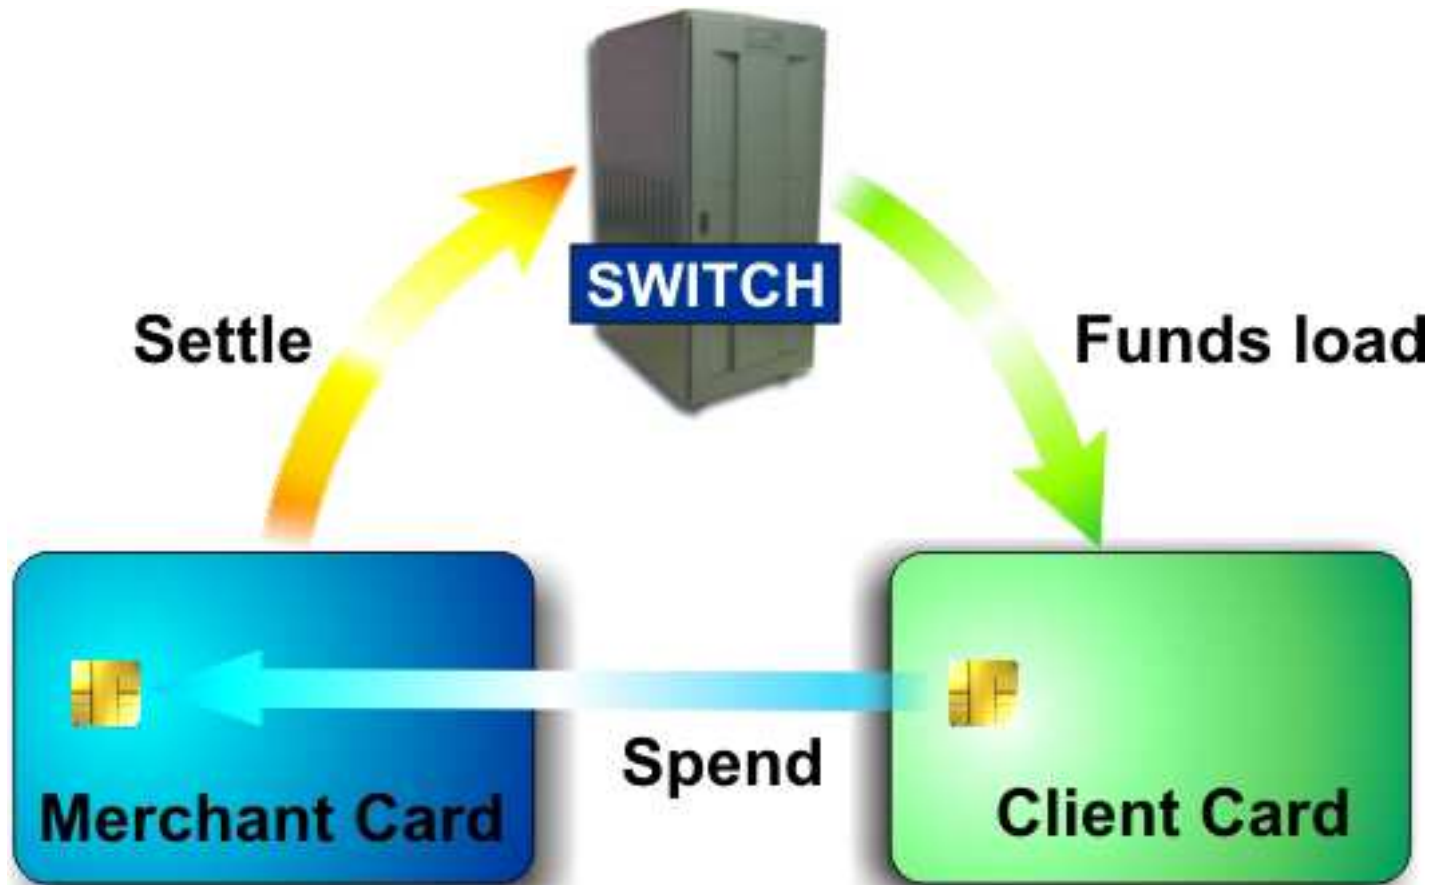 SWITCH
Settle
Funds load
Spend
Merchant Card
Client Card